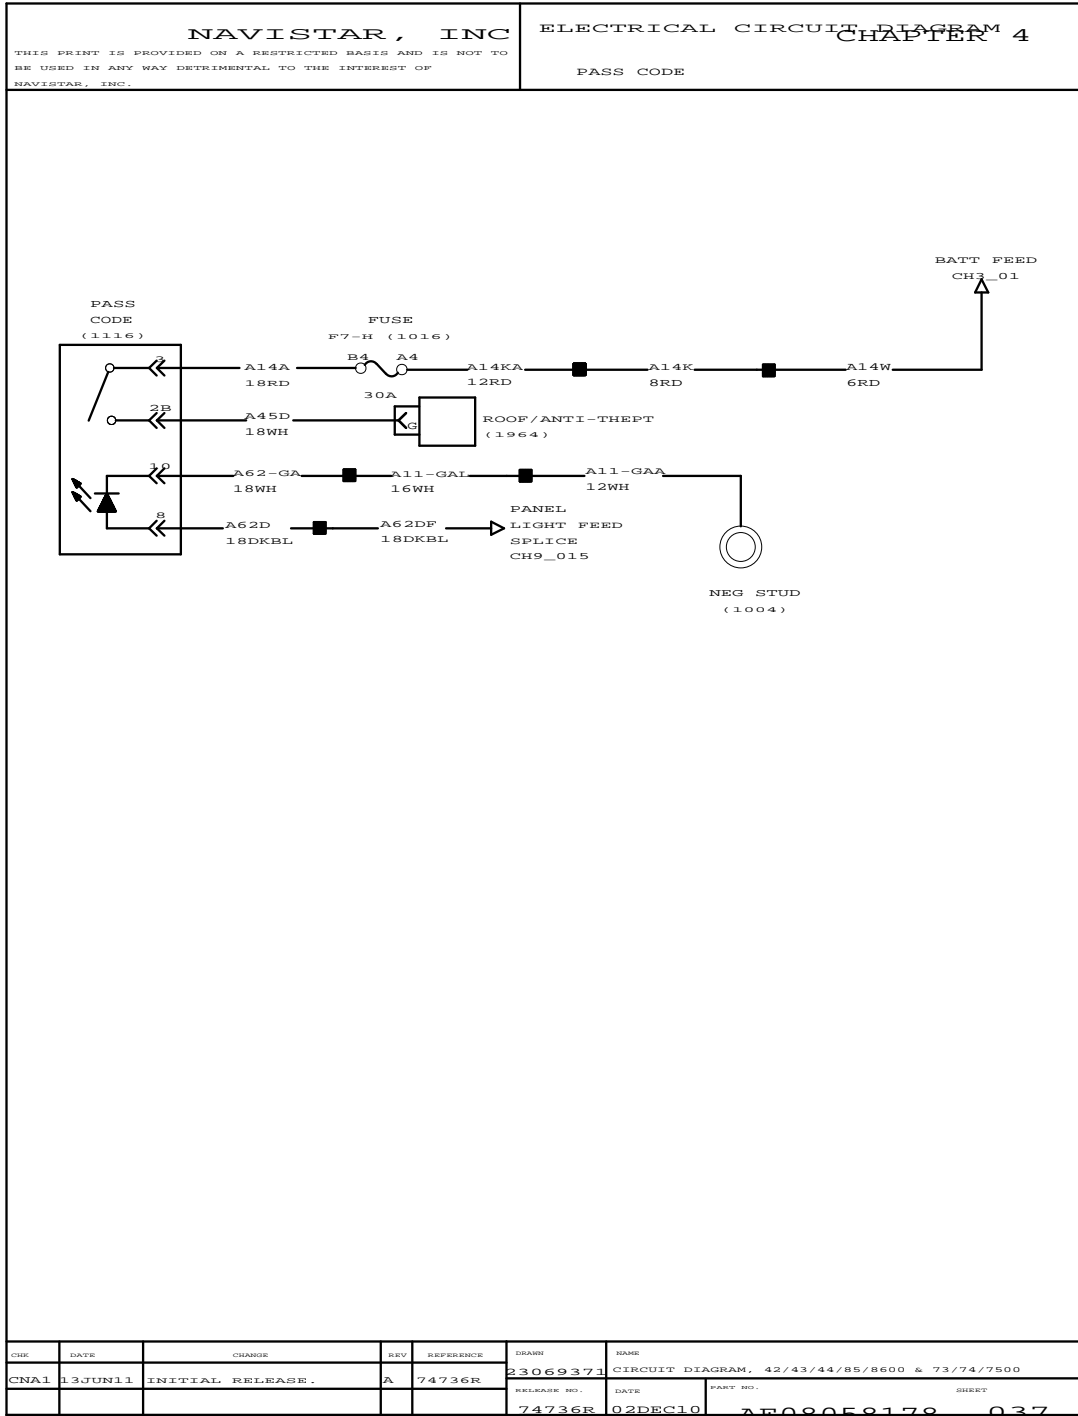 NAVISTAR, INC
THIS PRINT IS PROVIDED ON A RESTRICTED BASIS AND IS NOT TO
BE USED IN ANY WAY DETRIMENTAL TO THE INTEREST OF
NAVISTAR, INC.
ELECTRICAL CIRCUIT DIAGRAM
CHAPTER 4
PASS CODE
BATT FEED
CH3_01
PASS
CODE
(1116)
FUSE
F7-H (1016)
3
A14A
18RD
B4
A4
30A
A14KA
12RD
A14K
8RD
A14W
6RD
2B
A45D
18WH
G
ROOF/ANTI-THEPT
(1964)
10
A62-GA
18WH
A11-GAL
16WH
A11-GAA
12WH
8
A62D
18DKBL
A62DF
18DKBL
PANEL
LIGHT FEED
SPLICE
CH9_015
NEG STUD
(1004)
CHK
DATE
CHANGE
REV
REFERENCE
CNA1
13JUN11
INITIAL RELEASE.
A
74736R
DRAWN
23069371
NAME
CIRCUIT DIAGRAM, 42/43/44/85/8600 & 73/74/7500
RELEASE NO.
74736R
DATE
02DEC10
PART NO.
AE08058178
SHEET
037